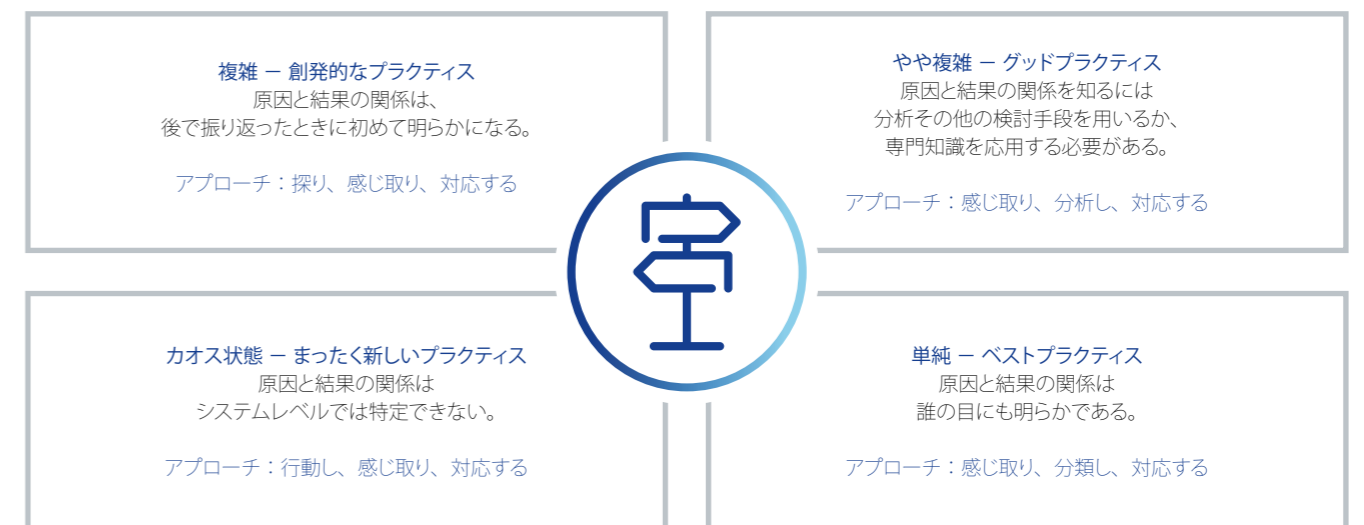 複雑 － 創発的なプラクティス
原因と結果の関係は、
後で振り返ったときに初めて明らかになる。
アプローチ：探り、感じ取り、対応する
やや複雑 － グッドプラクティス
原因と結果の関係を知るには
分析その他の検討手段を用いるか、
専門知識を応用する必要がある。
アプローチ：感じ取り、分析し、対応する
カオス状態 － まったく新しいプラクティス
原因と結果の関係は
システムレベルでは特定できない。
アプローチ：行動し、感じ取り、対応する
単純 － ベストプラクティス
原因と結果の関係は
誰の目にも明らかである。
アプローチ：感じ取り、分類し、対応する